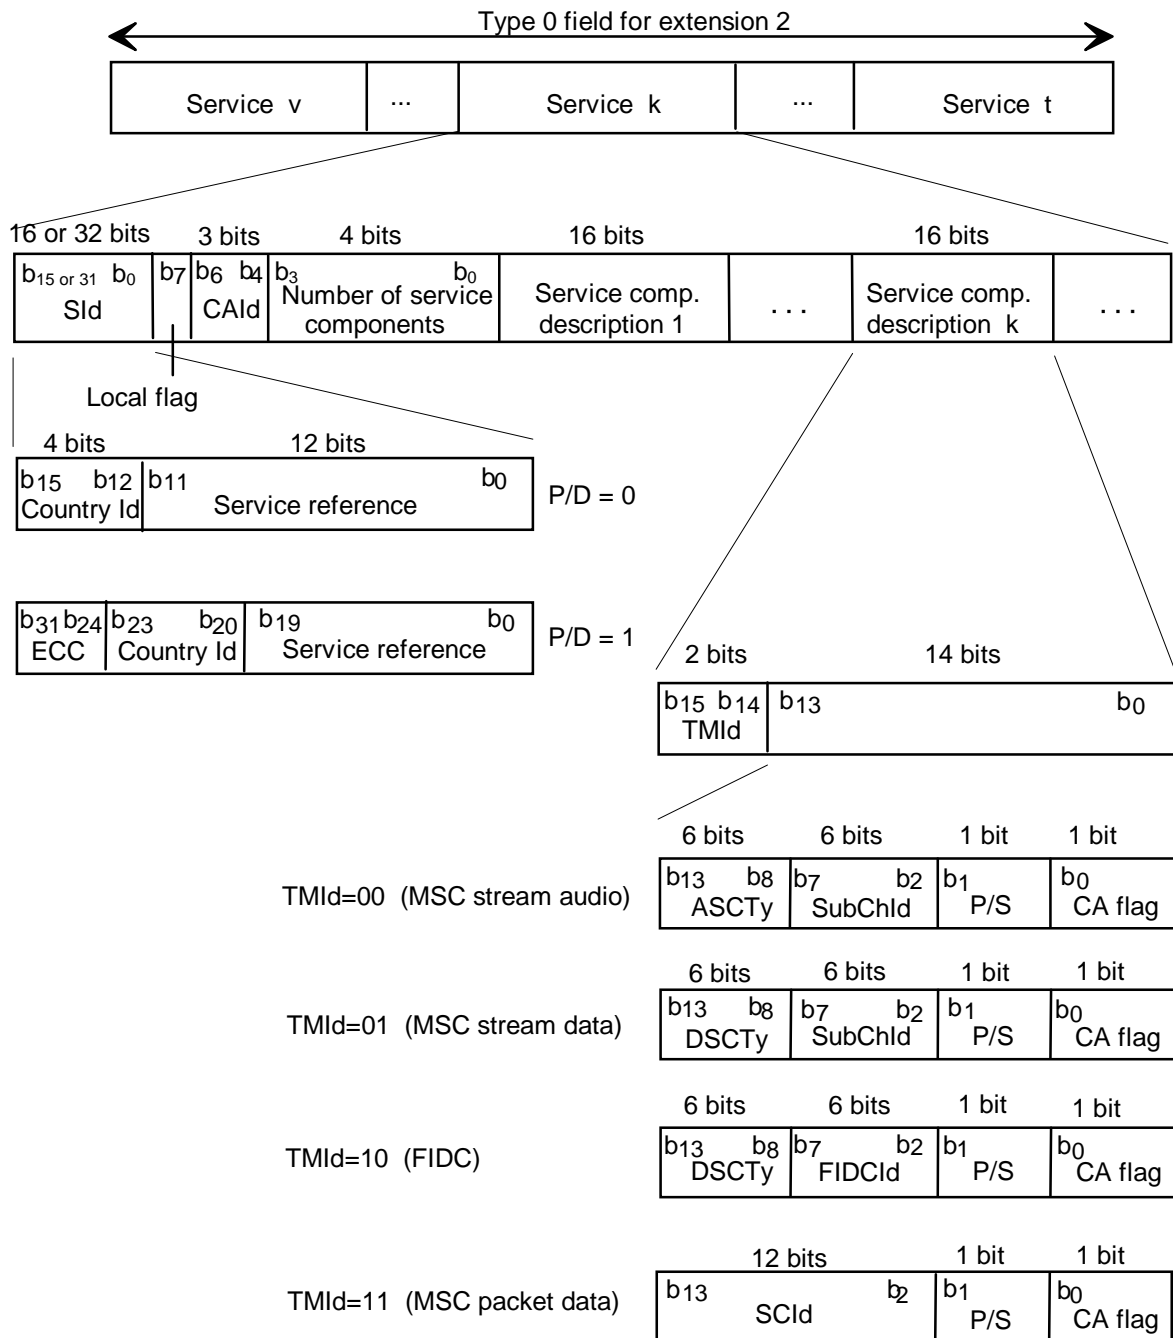 Type 0 field for extension 2
Service v ... Service k ... Service t
16 or 32 bits 3 bits 4 bits 16 bits 16 bits
b15 or 31 b0 b7 b6 b4 b3 b0
SId CAId Number of service components Service comp. description 1 . . . Service comp. description k . . .
Local flag
4 bits 12 bits
b15 b12 b11 b0
Country Id Service reference P/D = 0
b31 b24 b23 b20 b19 b0
ECC Country Id Service reference P/D = 1
2 bits 14 bits
b15 b14 b13 b0
TMId
6 bits 6 bits 1 bit 1 bit
b13 b8 b7 b2 b1 b0
TMId=00 (MSC stream audio) ASCTy SubChId P/S CA flag
6 bits 6 bits 1 bit 1 bit
b13 b8 b7 b2 b1 b0
TMId=01 (MSC stream data) DSCTy SubChId P/S CA flag
6 bits 6 bits 1 bit 1 bit
b13 b8 b7 b2 b1 b0
TMId=10 (FIDC) DSCTy FIDCId P/S CA flag
12 bits 1 bit 1 bit
b13 b2 b1 b0
TMId=11 (MSC packet data) SCId P/S CA flag